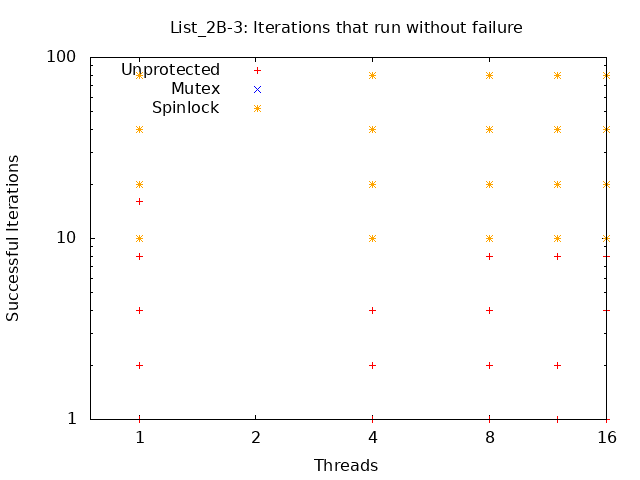 List_2B-3: Iterations that run without failure
100
Unprotected
Mutex
Spinlock
Successful Iterations
10
1
1 2 4 8 16
Threads